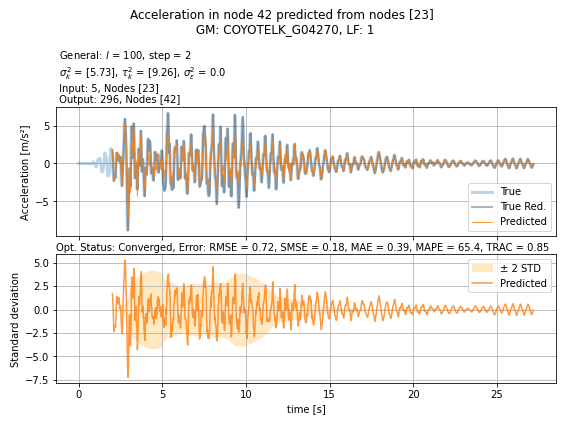 Acceleration in node 42 predicted from nodes [23]
GM: COYOTELK_G04270, LF: 1
General: l = 100, step = 2
σ²ₖ = [5.73], τ²ₖ = [9.26], σ²ₑ = 0.0
Input: 5, Nodes [23]
Output: 296, Nodes [42]
Acceleration [m/s²]
5
0
−5
True
True Red.
Predicted
Opt. Status: Converged, Error: RMSE = 0.72, SMSE = 0.18, MAE = 0.39, MAPE = 65.4, TRAC = 0.85
Standard deviation
5.0
2.5
0.0
−2.5
−5.0
−7.5
± 2 STD
Predicted
0 5 10 15 20 25
time [s]